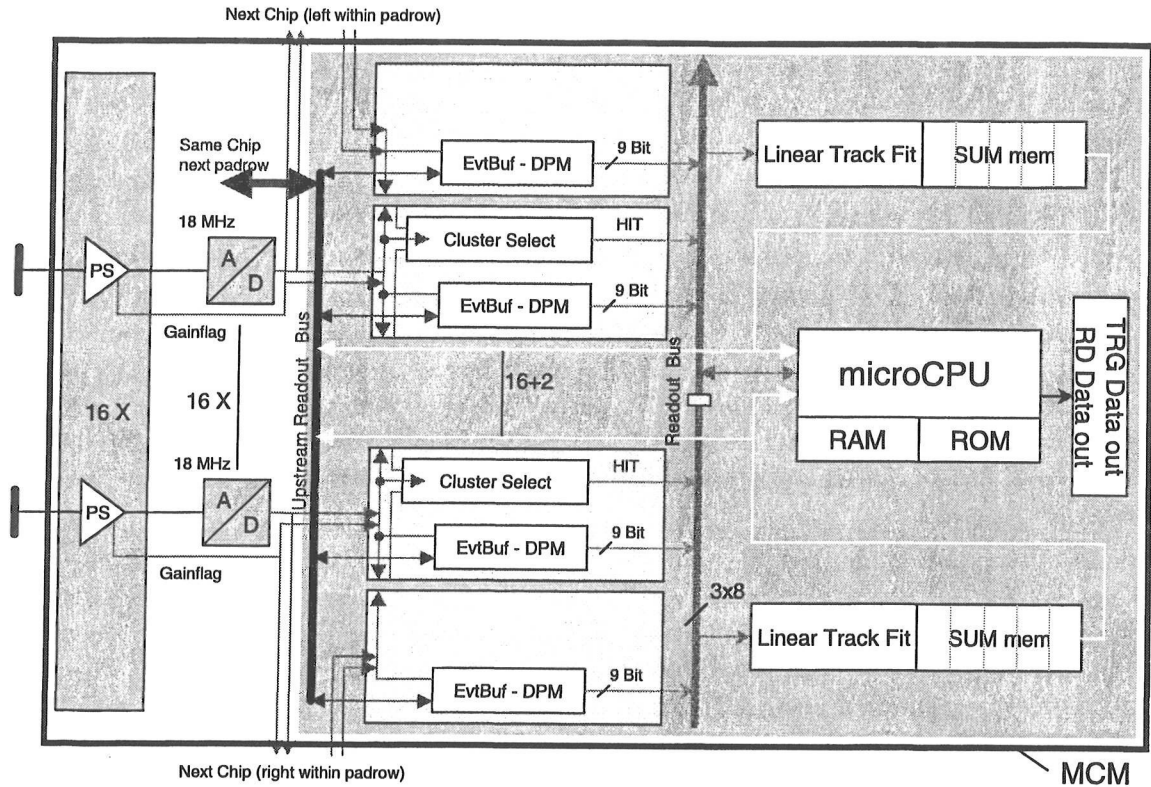 Next Chip (left within padrow)
Same Chip
next padrow
18 MHz
PS
A
D
Gainflag
16 X
16 X
18 MHz
PS
A
D
Gainflag
Upstream Readout Bus
EvtBuf - DPM
9 Bit
Cluster Select
HIT
EvtBuf - DPM
9 Bit
16+2
Cluster Select
HIT
EvtBuf - DPM
9 Bit
EvtBuf - DPM
9 Bit
Readout Bus
3x8
Linear Track Fit
SUM mem
microCPU
RAM
ROM
TRG Data out
RD Data out
Linear Track Fit
SUM mem
Next Chip (right within padrow)
MCM